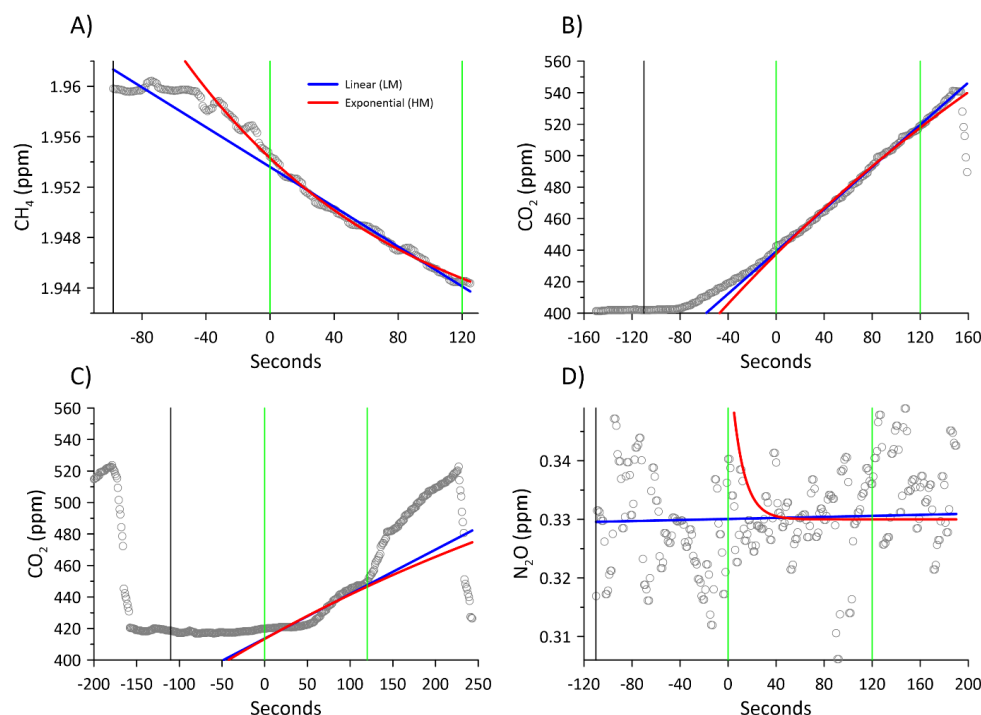 A)
CH4 (ppm)
1.96
1.956
1.952
1.948
1.944
-80 -40 0 40 80 120
Seconds
Linear (LM)
Exponential (HM)
B)
CO2 (ppm)
560
540
520
500
480
460
440
420
400
-160 -120 -80 -40 0 40 80 120 160
Seconds
C)
CO2 (ppm)
560
540
520
500
480
460
440
420
400
-200 -150 -100 -50 0 50 100 150 200 250
Seconds
D)
N2O (ppm)
0.34
0.33
0.32
0.31
-120 -80 -40 0 40 80 120 160 200
Seconds